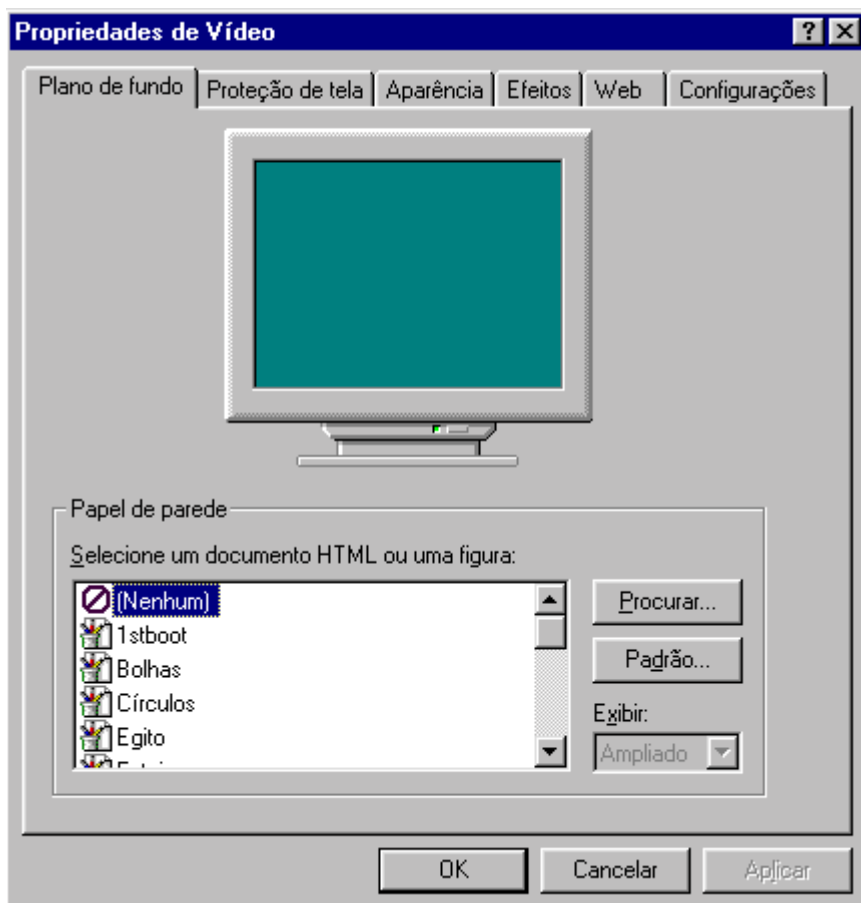 Propriedades de Vídeo
Plano de fundo Proteção de tela Aparência Efeitos Web Configurações
Papel de parede
Selecione um documento HTML ou uma figura:
(Nenhum)
1stboot
Bolhas
Círculos
Egito
Procurar...
Padrão...
Exibir:
Ampliado
OK Cancelar Aplicar